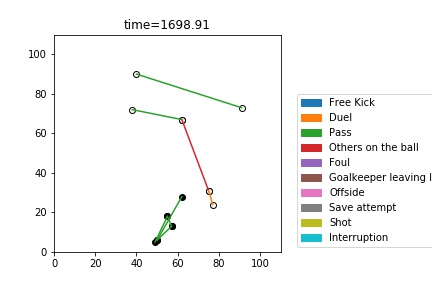 time=1698.91
100
80
60
40
20
0
0 20 40 60 80 100
Free Kick
Duel
Pass
Others on the ball
Foul
Goalkeeper leaving l
Offside
Save attempt
Shot
Interruption